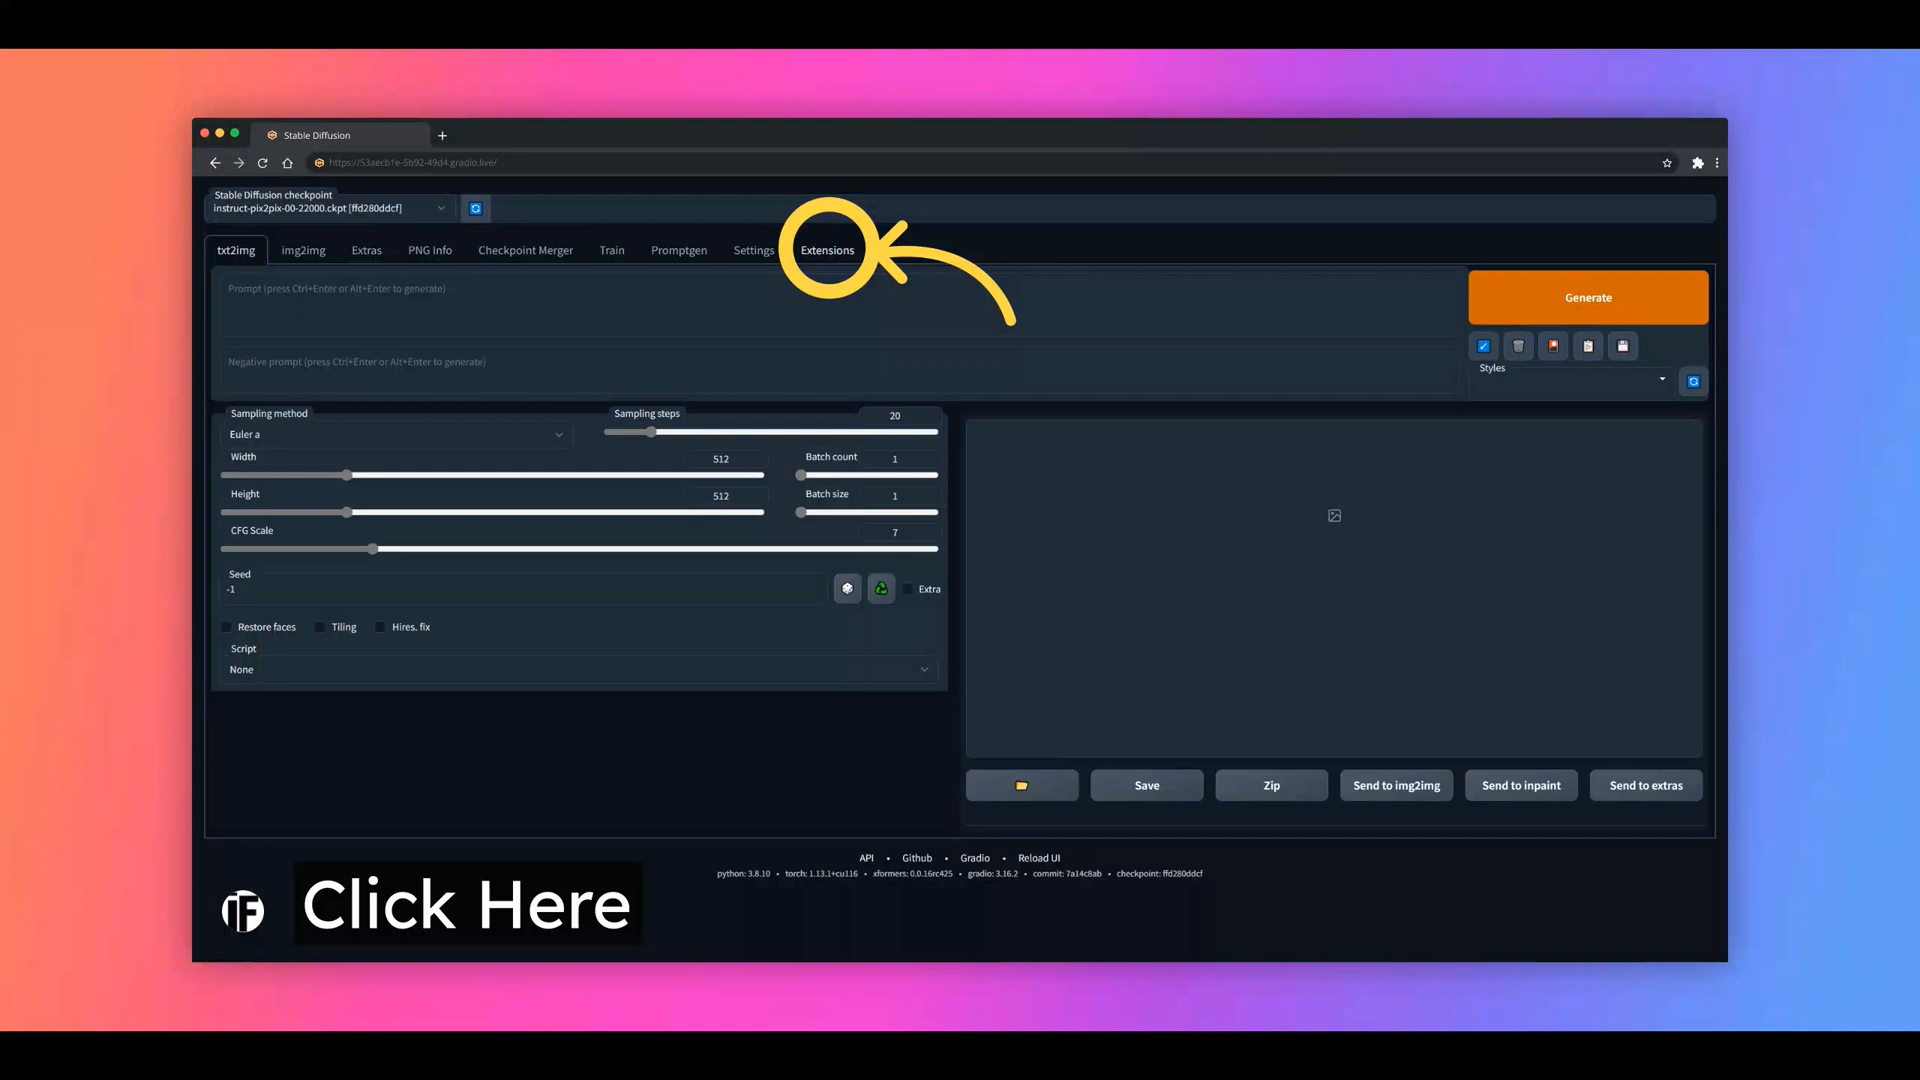 Stable Diffusion
https://53aecb1e-5b92-49d4.gradio.live/
Stable Diffusion checkpoint
instruct-pix2pix-00-22000.ckpt [ffd280ddcf]
txt2img img2img Extras PNG Info Checkpoint Merger Train Promptgen Settings Extensions
Prompt (press Ctrl+Enter or Alt+Enter to generate)
Generate
Negative prompt (press Ctrl+Enter or Alt+Enter to generate)
Styles
Sampling method
Euler a
Sampling steps
20
Width
512
Batch count
1
Height
512
Batch size
1
CFG Scale
7
Seed
-1
Extra
Restore faces Tiling Hires. fix
Script
None
Save Zip Send to img2img Send to inpaint Send to extras
API • Github • Gradio • Reload UI
python: 3.8.10 • torch: 1.13.1+cu116 • xformers: 0.0.16rc425 • gradio: 3.16.2 • commit: 7a14c8ab • checkpoint: ffd280ddcf
TF
Click Here